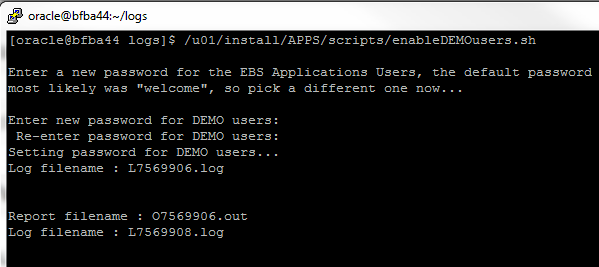 oracle@bfba44:~/logs
[oracle@bfba44 logs]$ /u01/install/APPS/scripts/enableDEMOusers.sh
Enter a new password for the EBS Applications Users, the default password
most likely was "welcome", so pick a different one now...
Enter new password for DEMO users:
Re-enter password for DEMO users:
Setting password for DEMO users...
Log filename : L7569906.log
Report filename : O7569906.out
Log filename : L7569908.log